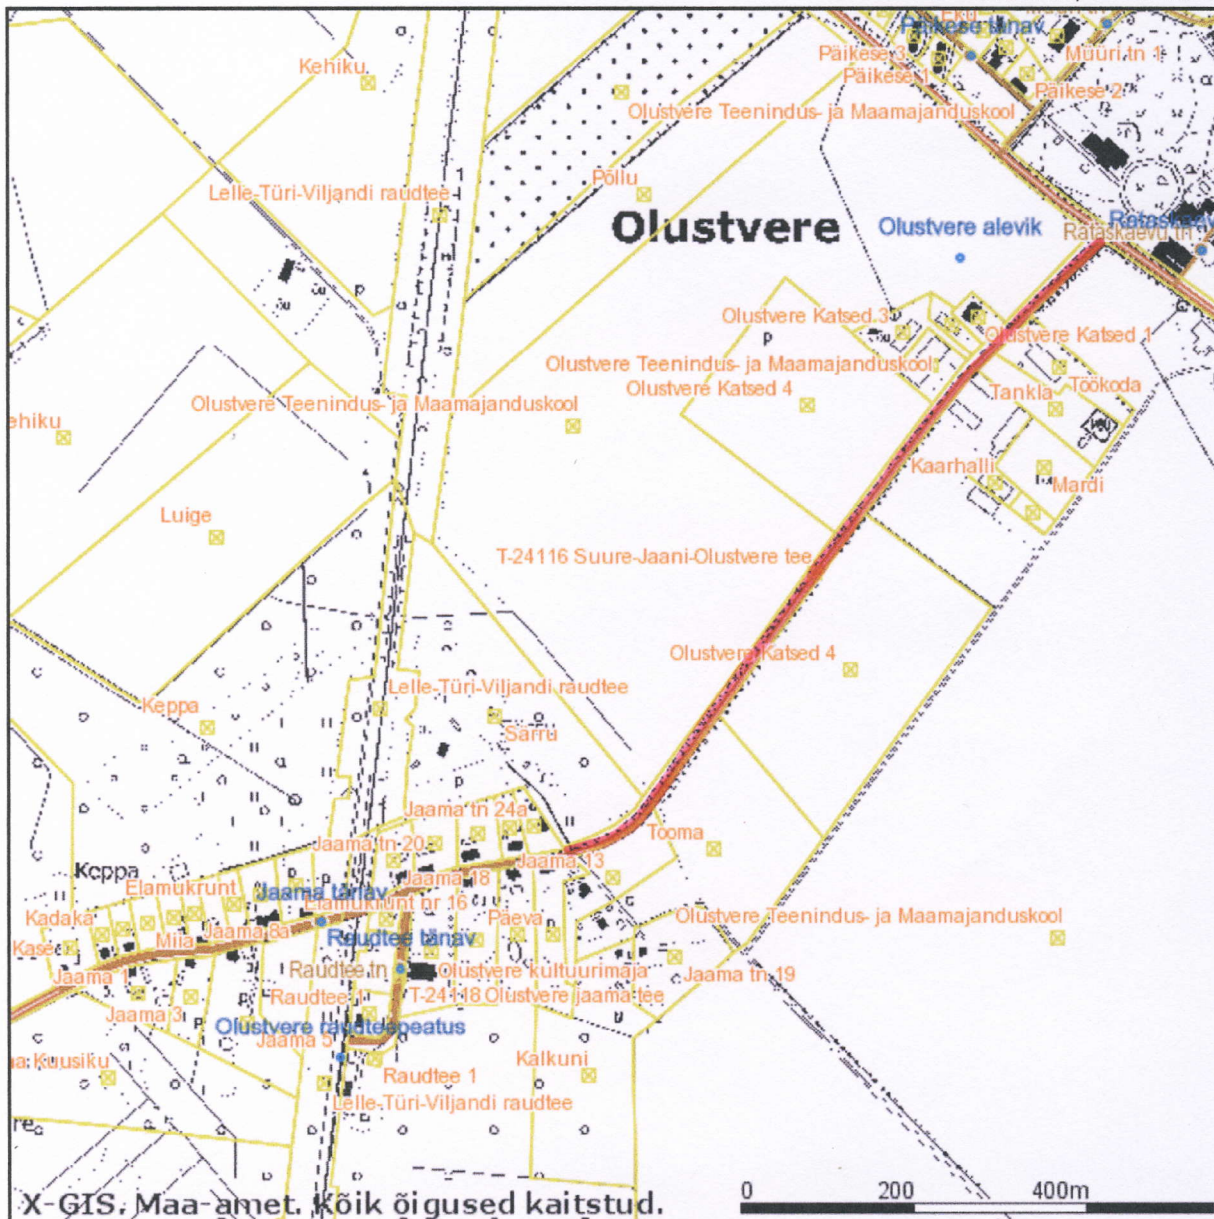 Eku
Päikese tänav
Kehiku
Päikese 3
Müüri tn 1
Päikese 1
Päikese 2
Olustvere Teenindus- ja Maamajanduskool
Põllu
Lelle-Türi-Viljandi raudtee
Olustvere
Olustvere alevik
Rataskaev
Rataskaevu tn
Olustvere Katsed 3
Olustvere Katsed 1
Olustvere Teenindus- ja Maamajanduskool
Olustvere Katsed 4
Töökoda
Tankla
Olustvere Teenindus- ja Maamajanduskool
ehiku
Kaarhalli
Mardi
Luige
T-24116 Suure-Jaani-Olustvere tee
Olustvere Katsed 4
Lelle-Türi-Viljandi raudtee
Keppa
Sarru
Jaama tn 24a
Tooma
Jaama tn 20
Jaama 13
Keppa
Jaama 18
Elamukrunt
Jaama tänav
Elamukrunt nr 16
Kadaka
Päeva
Olustvere Teenindus- ja Maamajanduskool
Jaama 8a
Raudtee tänav
Kase
Mila
Jaama 1
Raudtee tn
Olustvere kultuurimaja
Jaama tn 19
Raudtee 1
T-24118 Olustvere jaama tee
Jaama 3
Olustvere raudteepeatus
Jaama 5
a Kuusiku
Kalkuni
Raudtee 1
Lelle-Türi-Viljandi raudtee
re
X-GIS. Maa-amet. Kõik õigused kaitstud.
0 200 400m